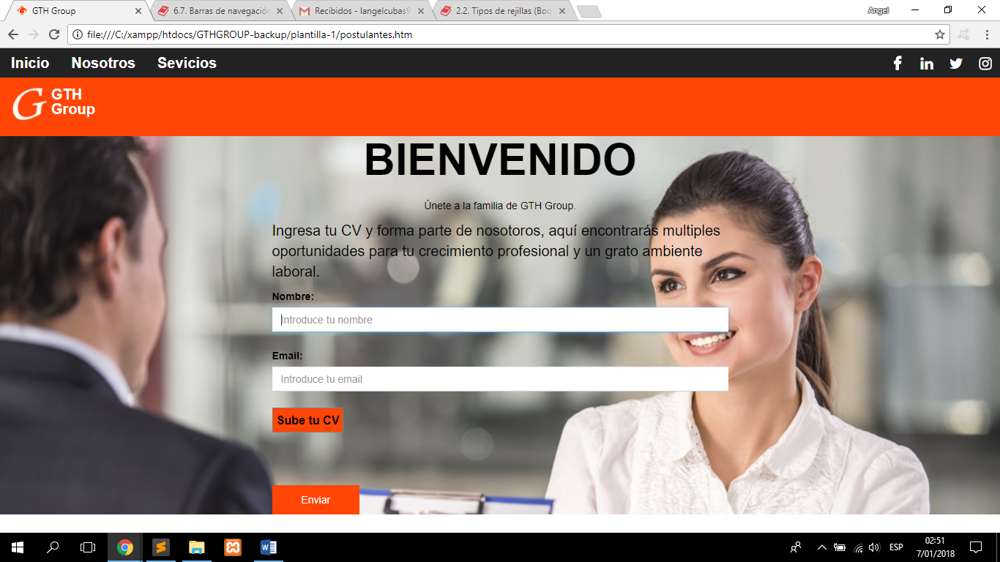 GTH Group
6.7. Barras de navegación
Recibidos - langelcubas9
2.2. Tipos de rejillas (Boo
Angel
file:///C:/xampp/htdocs/GTHGROUP-backup/plantilla-1/postulantes.htm
Inicio Nosotros Sevicios
G GTH
Group
BIENVENIDO
Únete a la familia de GTH Group.
Ingresa tu CV y forma parte de nosotoros, aquí encontrarás multiples
oportunidades para tu crecimiento profesional y un grato ambiente
laboral.
Nombre:
Introduce tu nombre
Email:
Introduce tu email
Sube tu CV
Enviar
ESP
02:51
7/01/2018